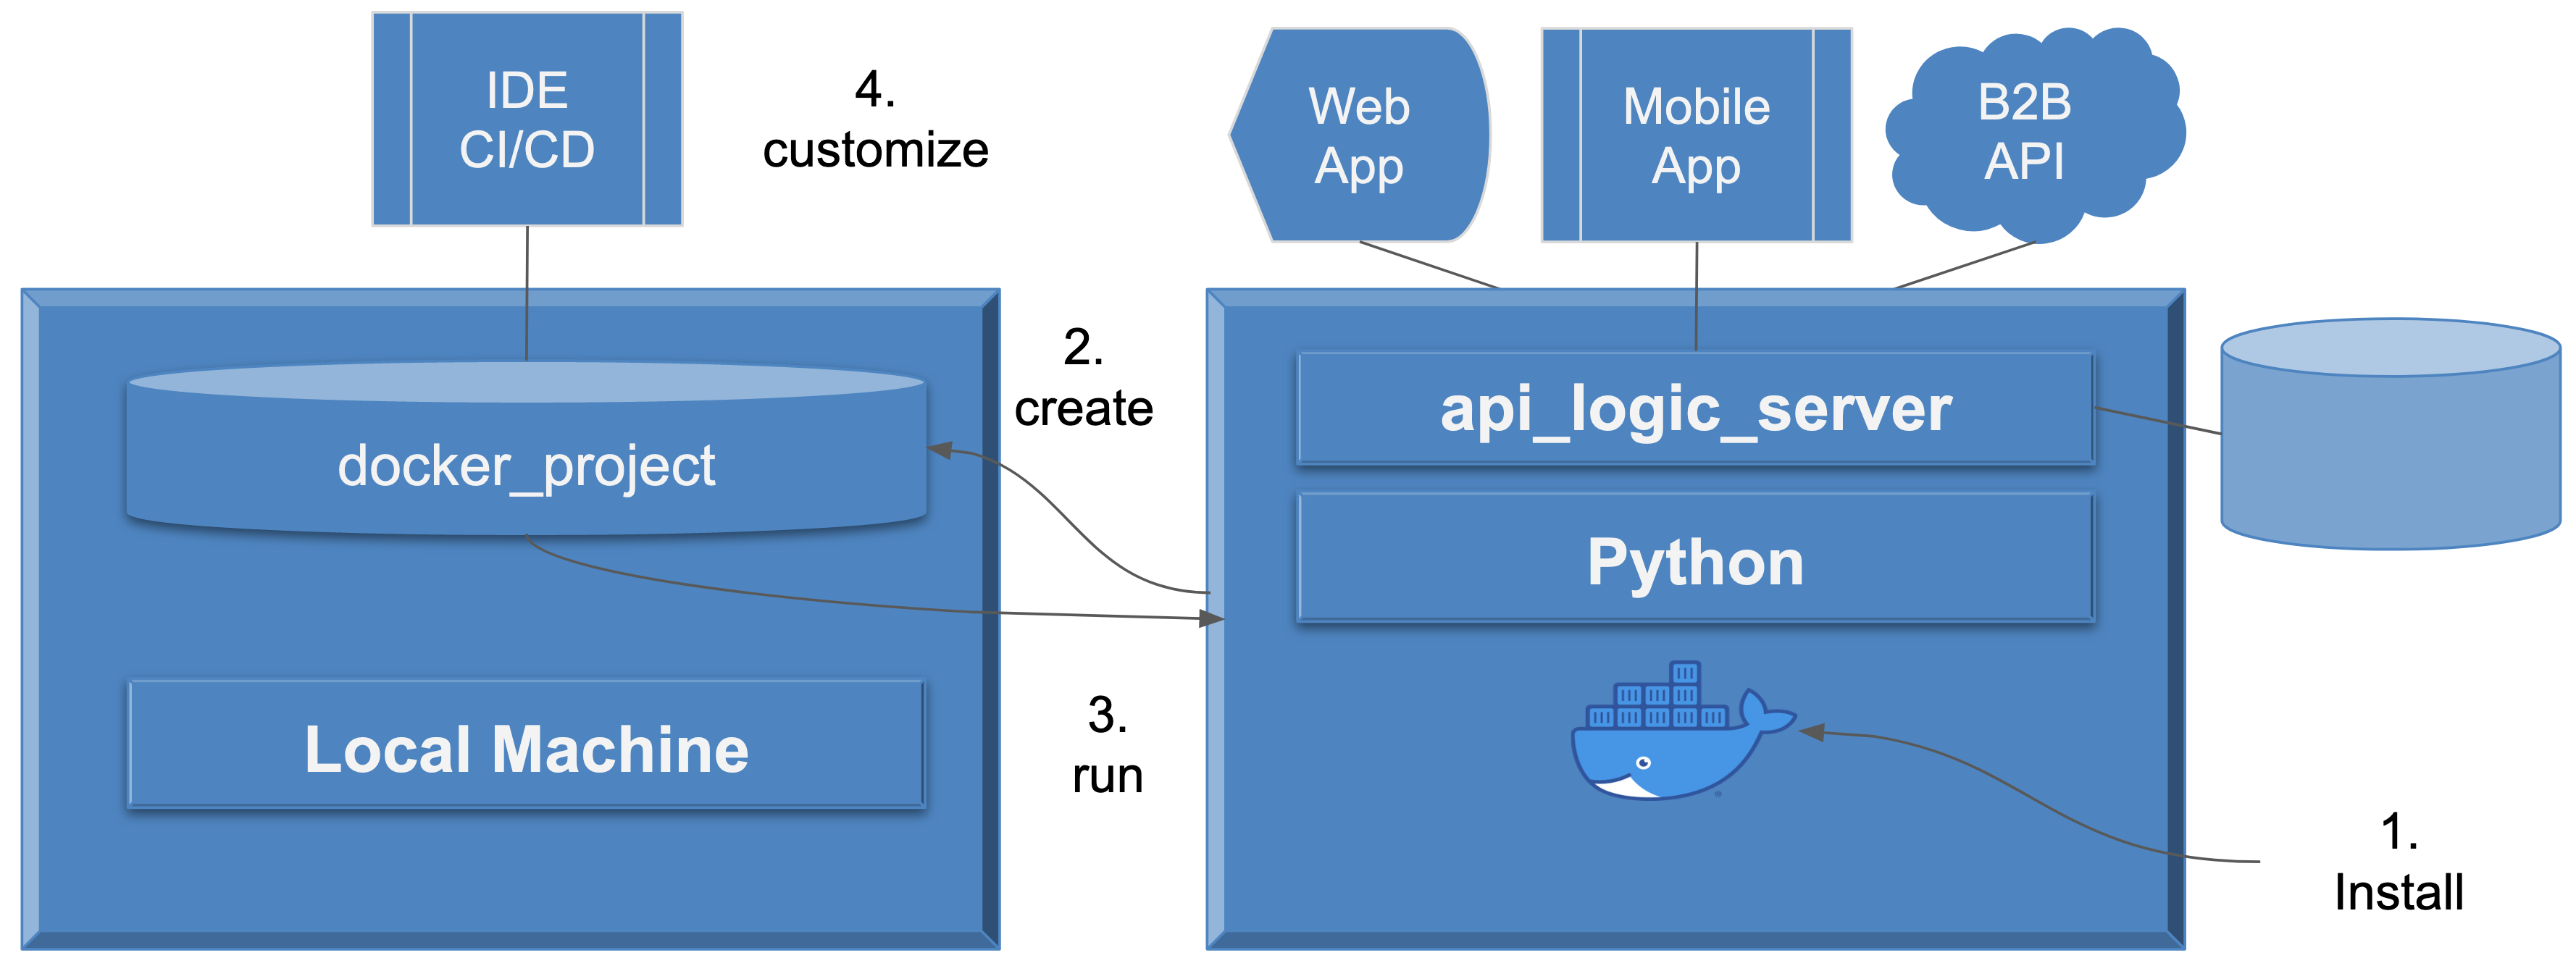 IDE
CI/CD
4.
customize
Web
App
Mobile
App
B2B
API
2.
create
docker_project
api_logic_server
Python
Local Machine
3.
run
1.
Install